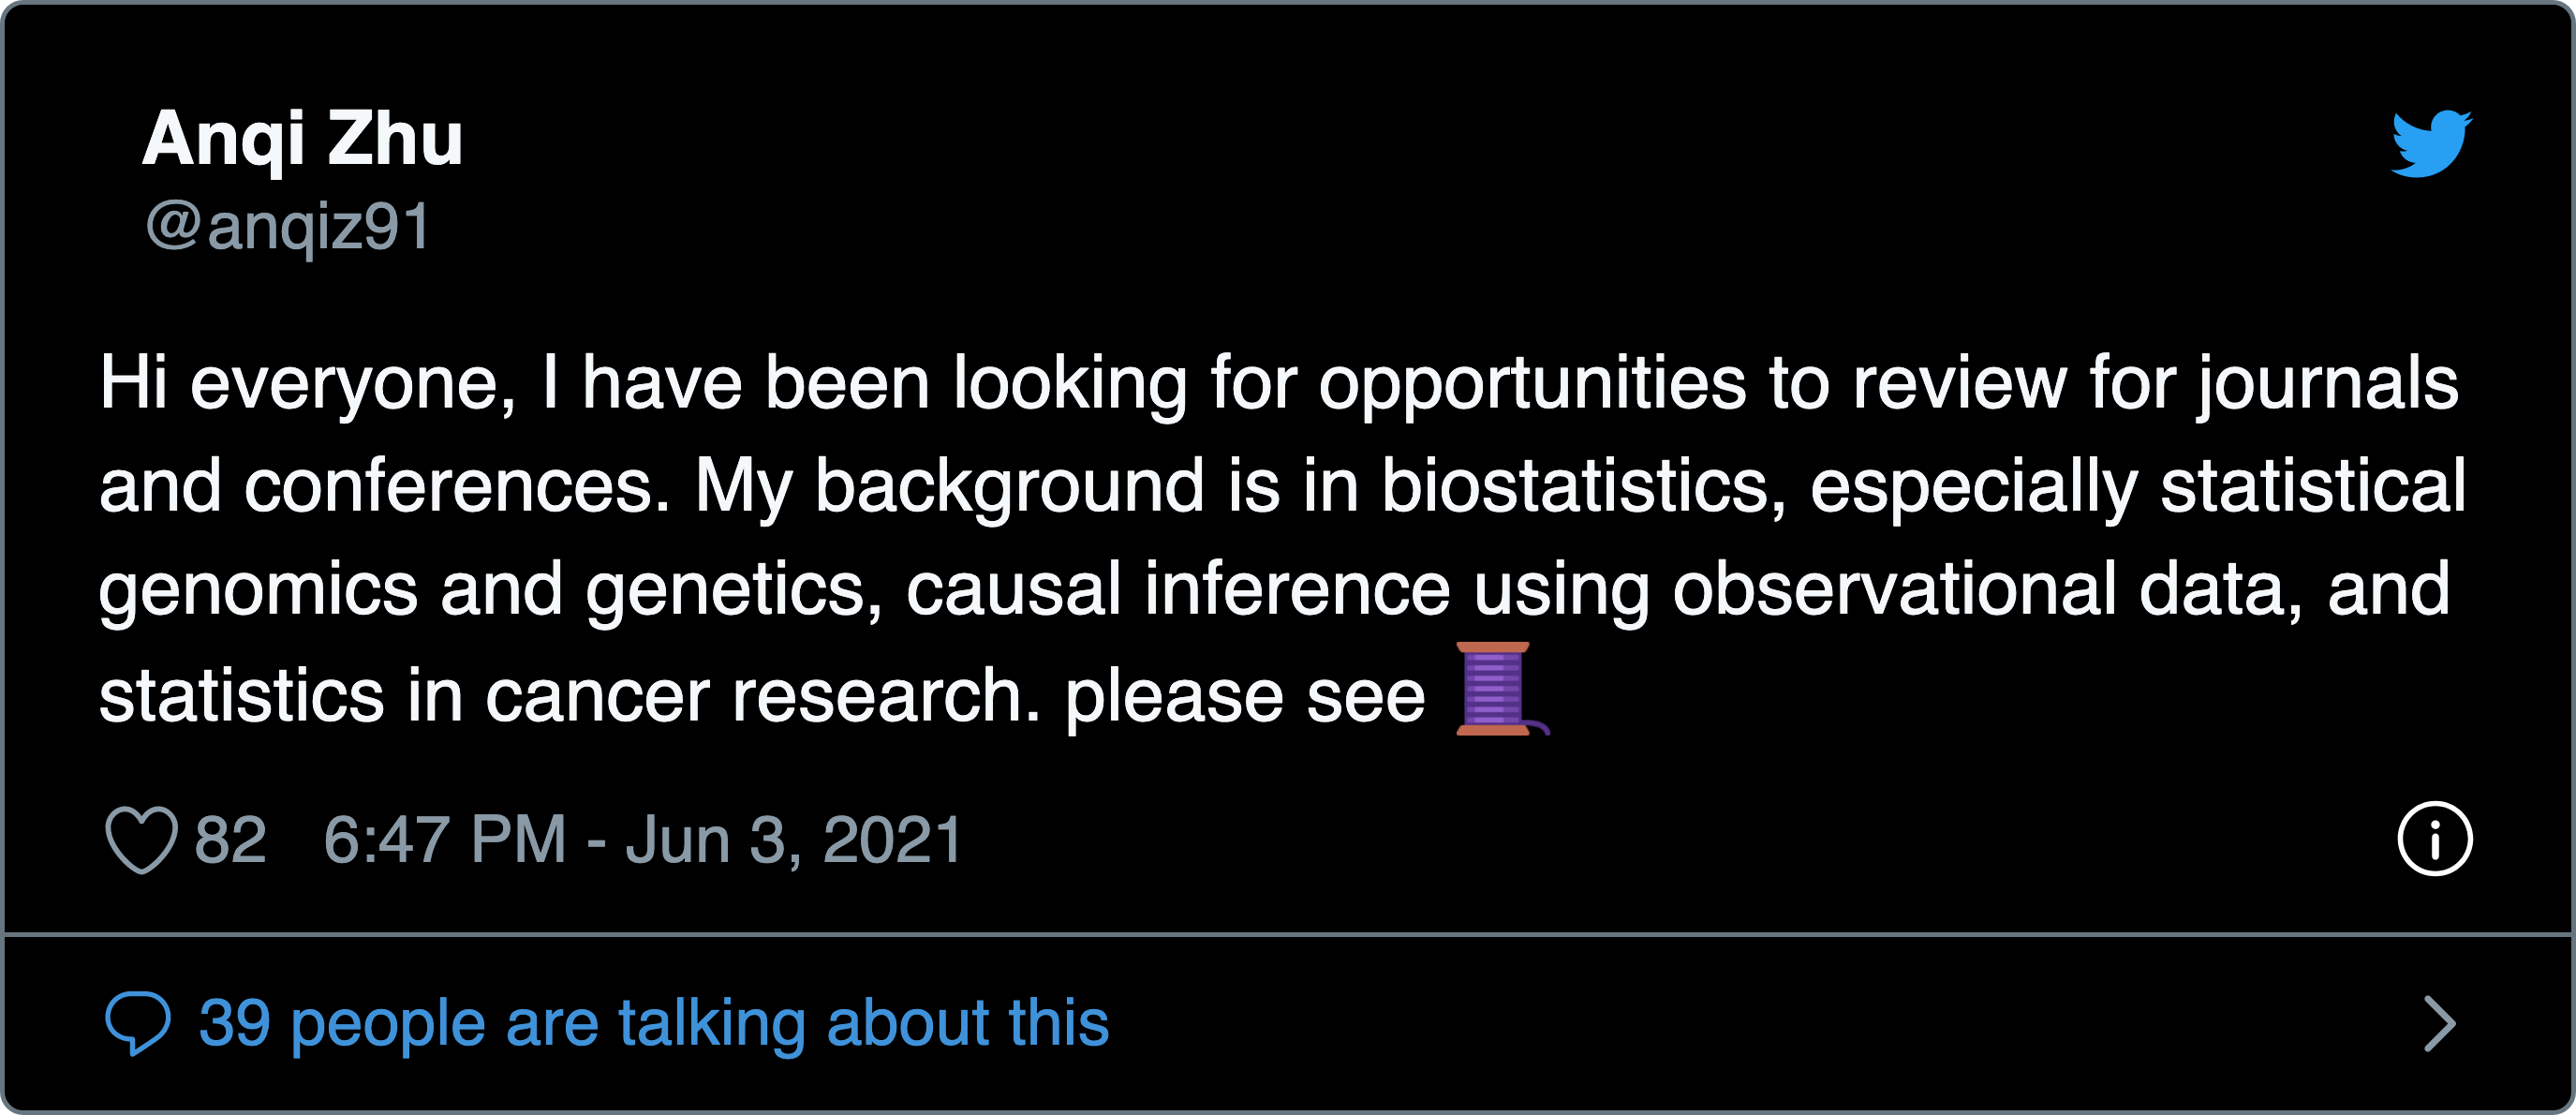 Anqi Zhu
@anqiz91
Hi everyone, I have been looking for opportunities to review for journals
and conferences. My background is in biostatistics, especially statistical
genomics and genetics, causal inference using observational data, and
statistics in cancer research. please see 🧵
82 6:47 PM - Jun 3, 2021
39 people are talking about this